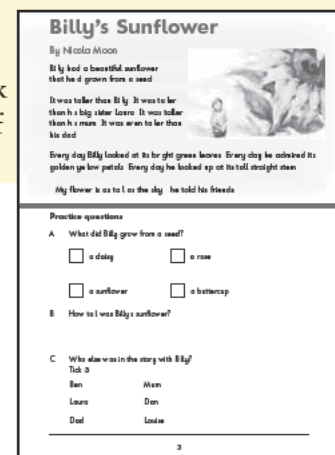 k
f
Billy's Sunflower
By Nicola Moon
Billy had a beautiful sunflower
that he'd grown from a seed
It was taller than Billy It was taller
than his big sister Laura It was taller
than his mum It was even taller than
his dad
Every day Billy looked at its bright green leaves Every day he admired its
golden yellow petals Every day he looked up at its tall straight stem
My flower is as tall as the sky he told his friends
Practice questions
A What did Billy grow from a seed?
a daisy a rose
a sunflower a buttercup
B How tall was Billy's sunflower?
C Who else was in the story with Billy?
Tick 3
Ben Mum
Laura Dan
Dad Louise
3